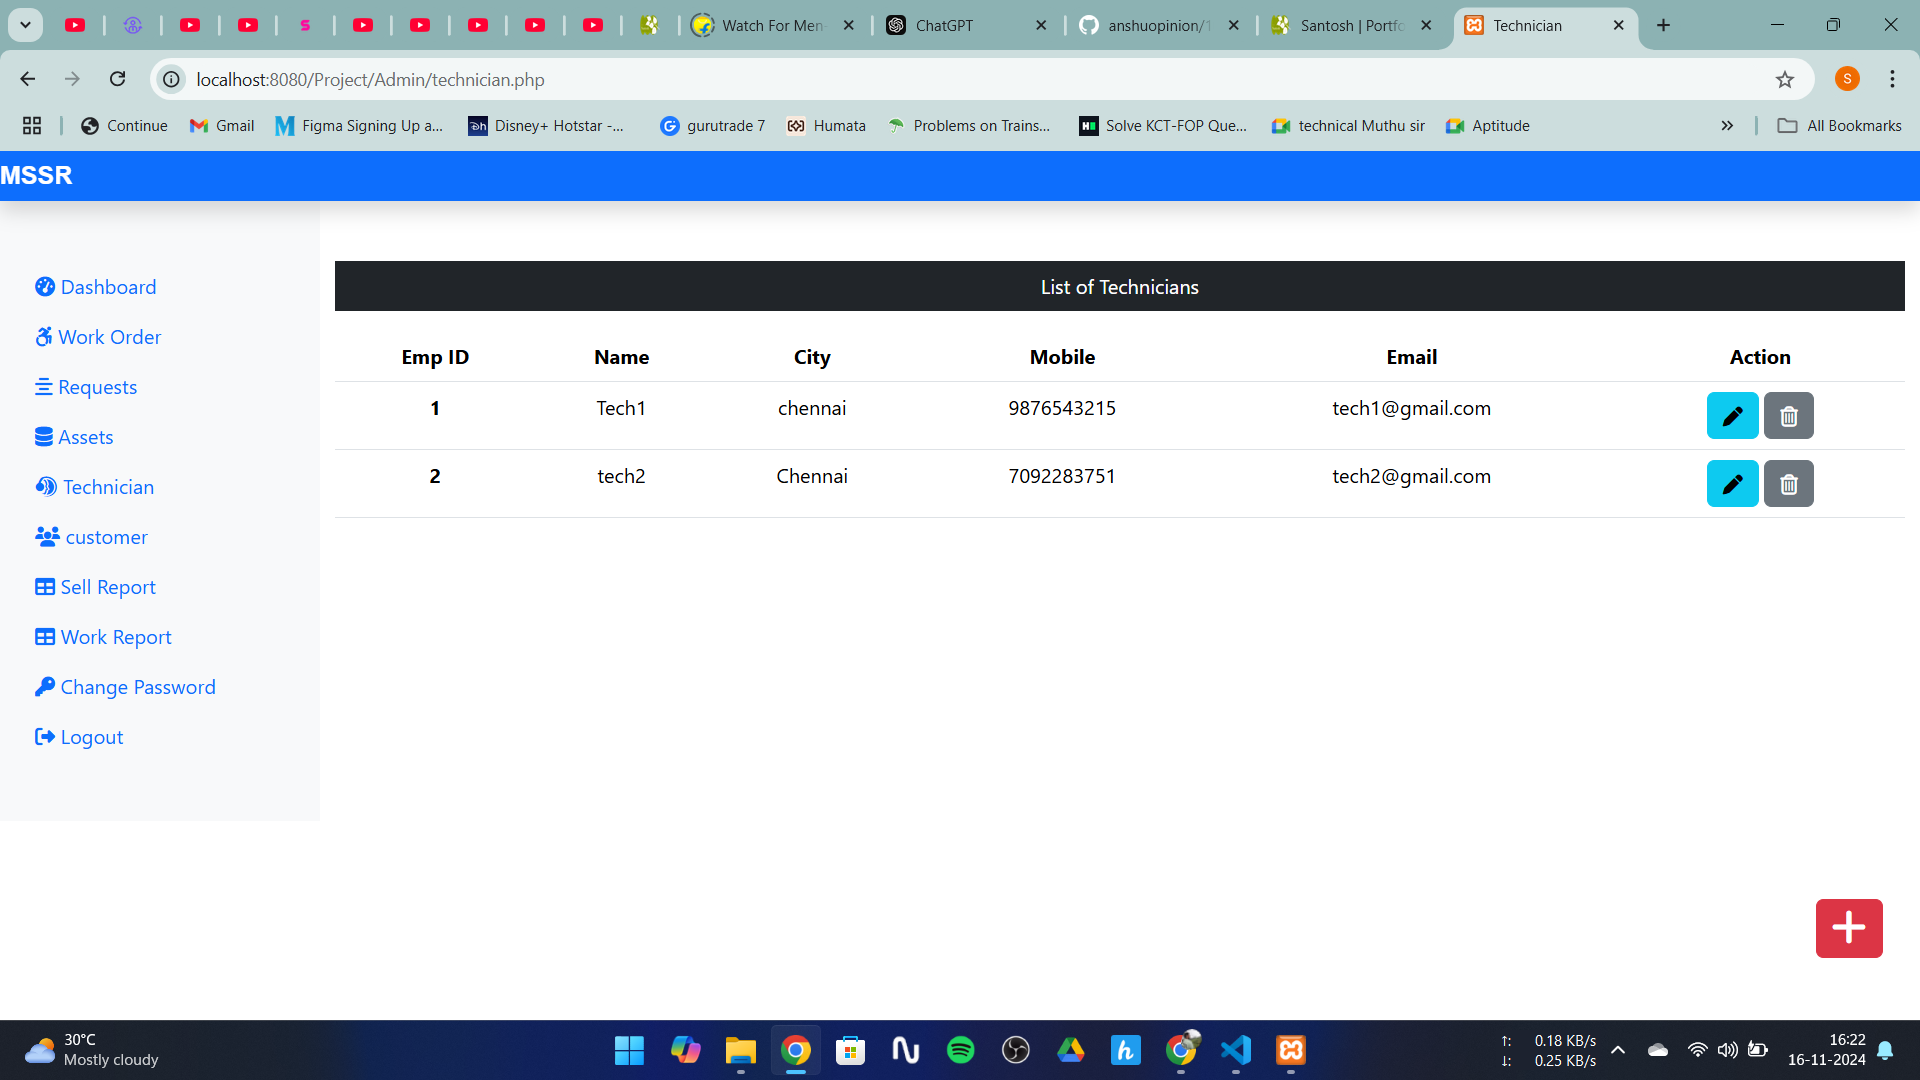 Watch For Men
ChatGPT
anshuopinion/1
Santosh | Portfo
Technician
localhost:8080/Project/Admin/technician.php
S
Continue
Gmail
Figma Signing Up a...
Disney+ Hotstar -...
gurutrade 7
Humata
Problems on Trains...
Solve KCT-FOP Que...
technical Muthu sir
Aptitude
All Bookmarks
MSSR
Dashboard
Work Order
Requests
Assets
Technician
customer
Sell Report
Work Report
Change Password
Logout
List of Technicians
Emp ID Name City Mobile Email Action
1 Tech1 chennai 9876543215 tech1@gmail.com
2 tech2 Chennai 7092283751 tech2@gmail.com
30°C
Mostly cloudy
↑: 0.18 KB/s
↓: 0.25 KB/s
16:22
16-11-2024